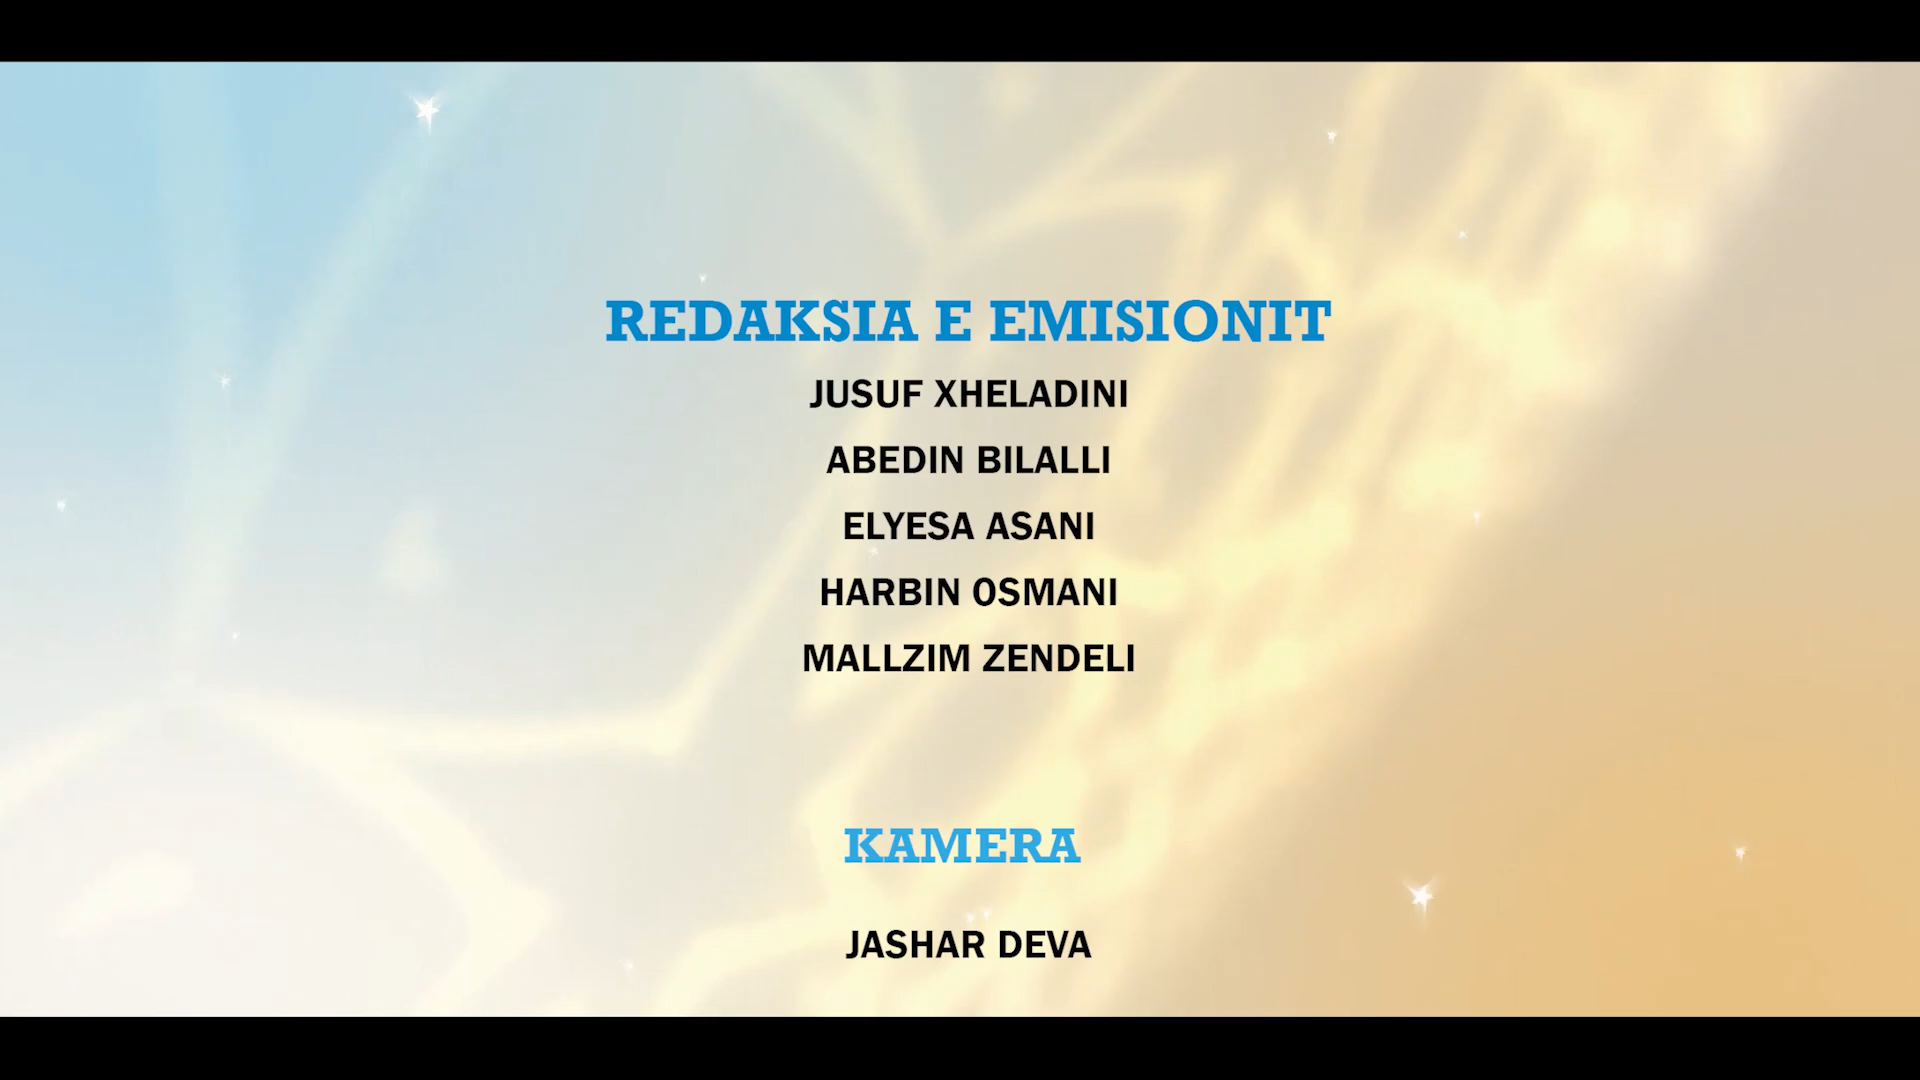 REDAKSIA E EMISIONIT
JUSUF XHELADINI
ABEDIN BILALLI
ELYESA ASANI
HARBIN OSMANI
MALLZIM ZENDELI
KAMERA
JASHAR DEVA